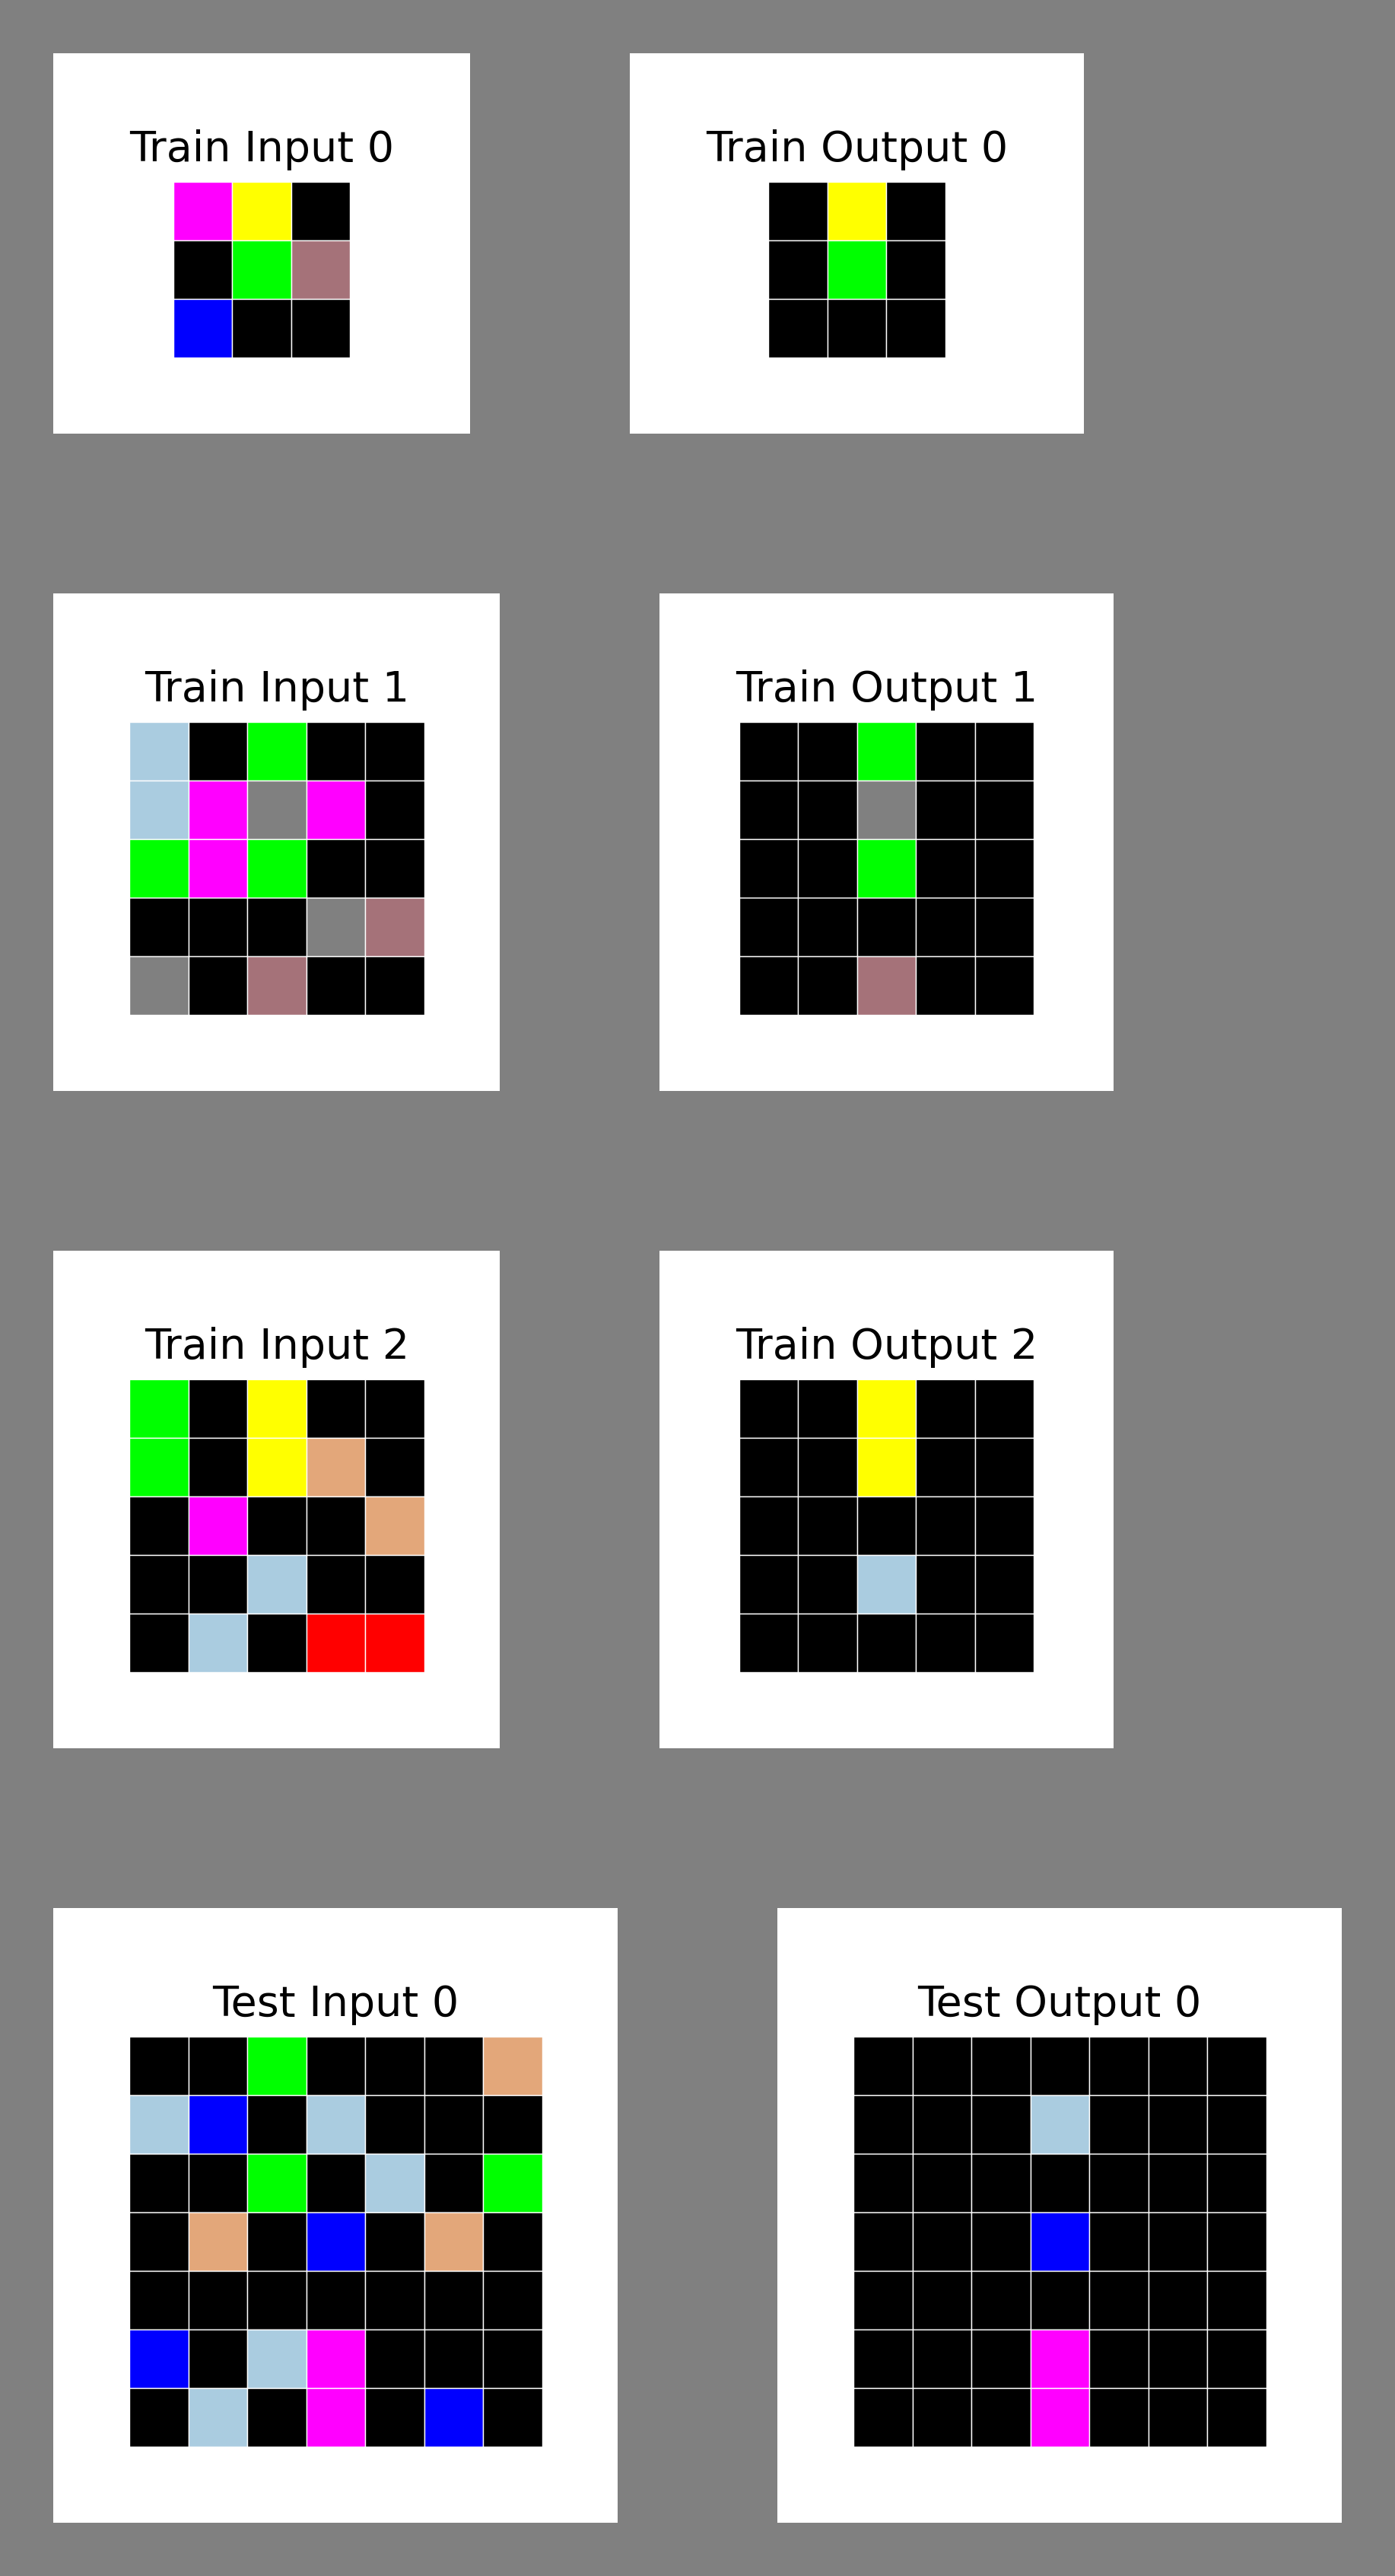 Train Input 0
Train Output 0
Train Input 1
Train Output 1
Train Input 2
Train Output 2
Test Input 0
Test Output 0